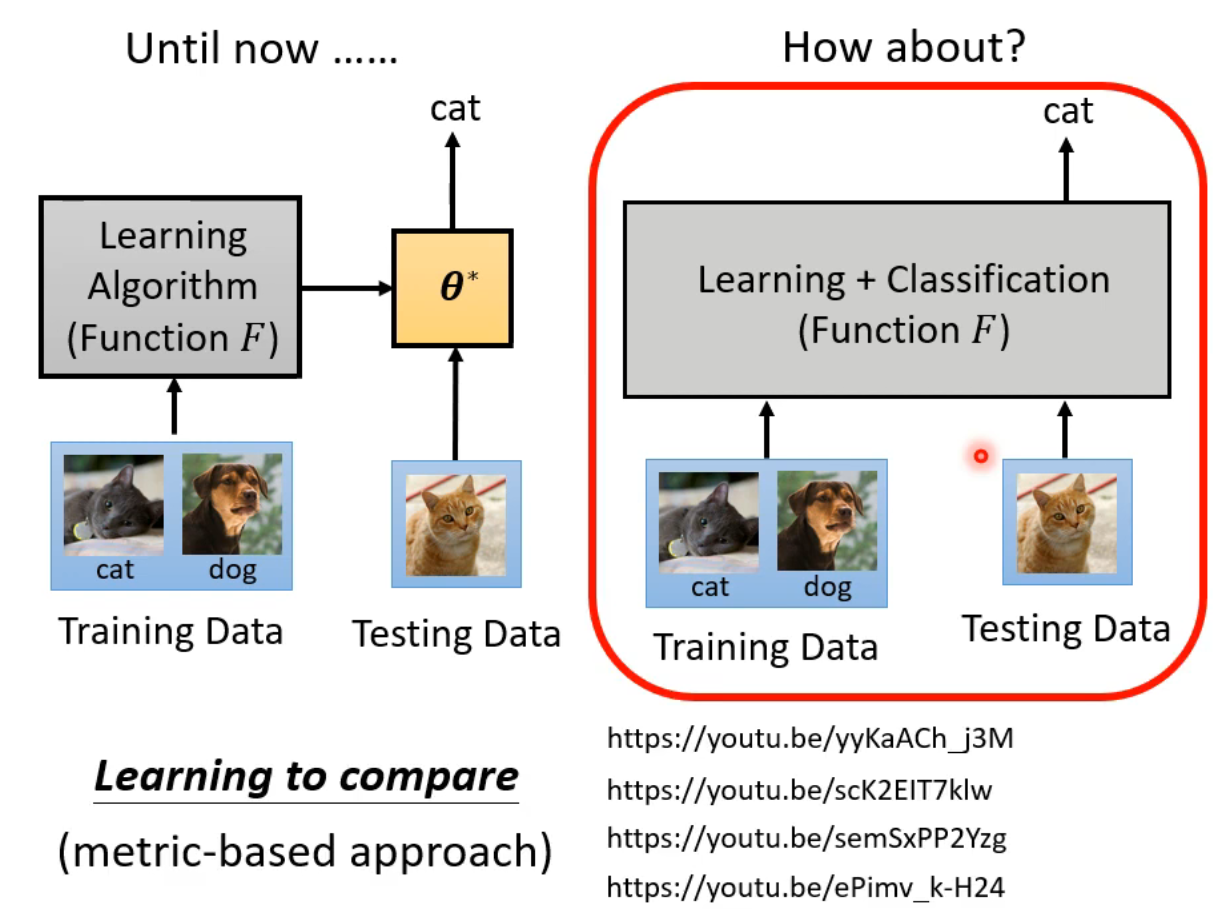 Until now ……
How about?
cat
Learning
Algorithm
(Function F)
θ*
cat
dog
Training Data
Testing Data
cat
Learning + Classification
(Function F)
cat
dog
Training Data
Testing Data
Learning to compare
(metric-based approach)
https://youtu.be/yyKaACh_j3M
https://youtu.be/scK2EIT7klw
https://youtu.be/semSxPP2Yzg
https://youtu.be/ePimv_k-H24